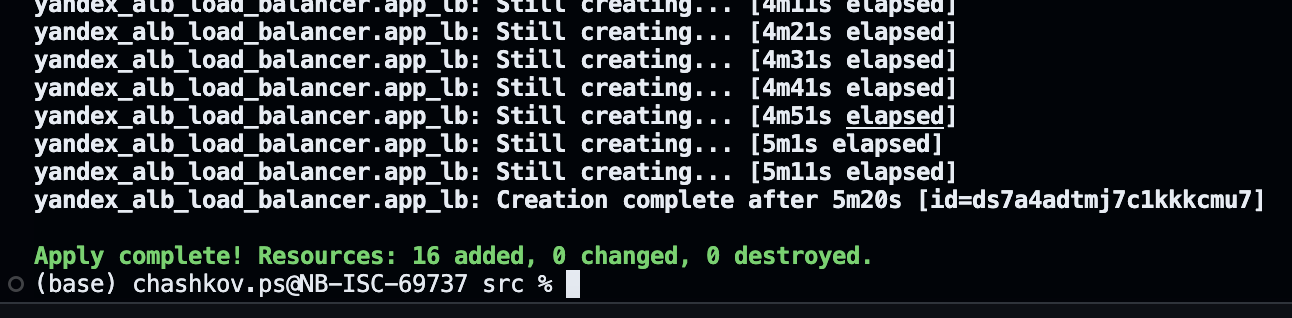 yandex_alb_load_balancer.app_lb: Still creating... [4m11s elapsed]
yandex_alb_load_balancer.app_lb: Still creating... [4m21s elapsed]
yandex_alb_load_balancer.app_lb: Still creating... [4m31s elapsed]
yandex_alb_load_balancer.app_lb: Still creating... [4m41s elapsed]
yandex_alb_load_balancer.app_lb: Still creating... [4m51s elapsed]
yandex_alb_load_balancer.app_lb: Still creating... [5m1s elapsed]
yandex_alb_load_balancer.app_lb: Still creating... [5m11s elapsed]
yandex_alb_load_balancer.app_lb: Creation complete after 5m20s [id=ds7a4adtmj7c1kkkcmu7]
Apply complete! Resources: 16 added, 0 changed, 0 destroyed.
(base) chashkov.ps@NB-ISC-69737 src %